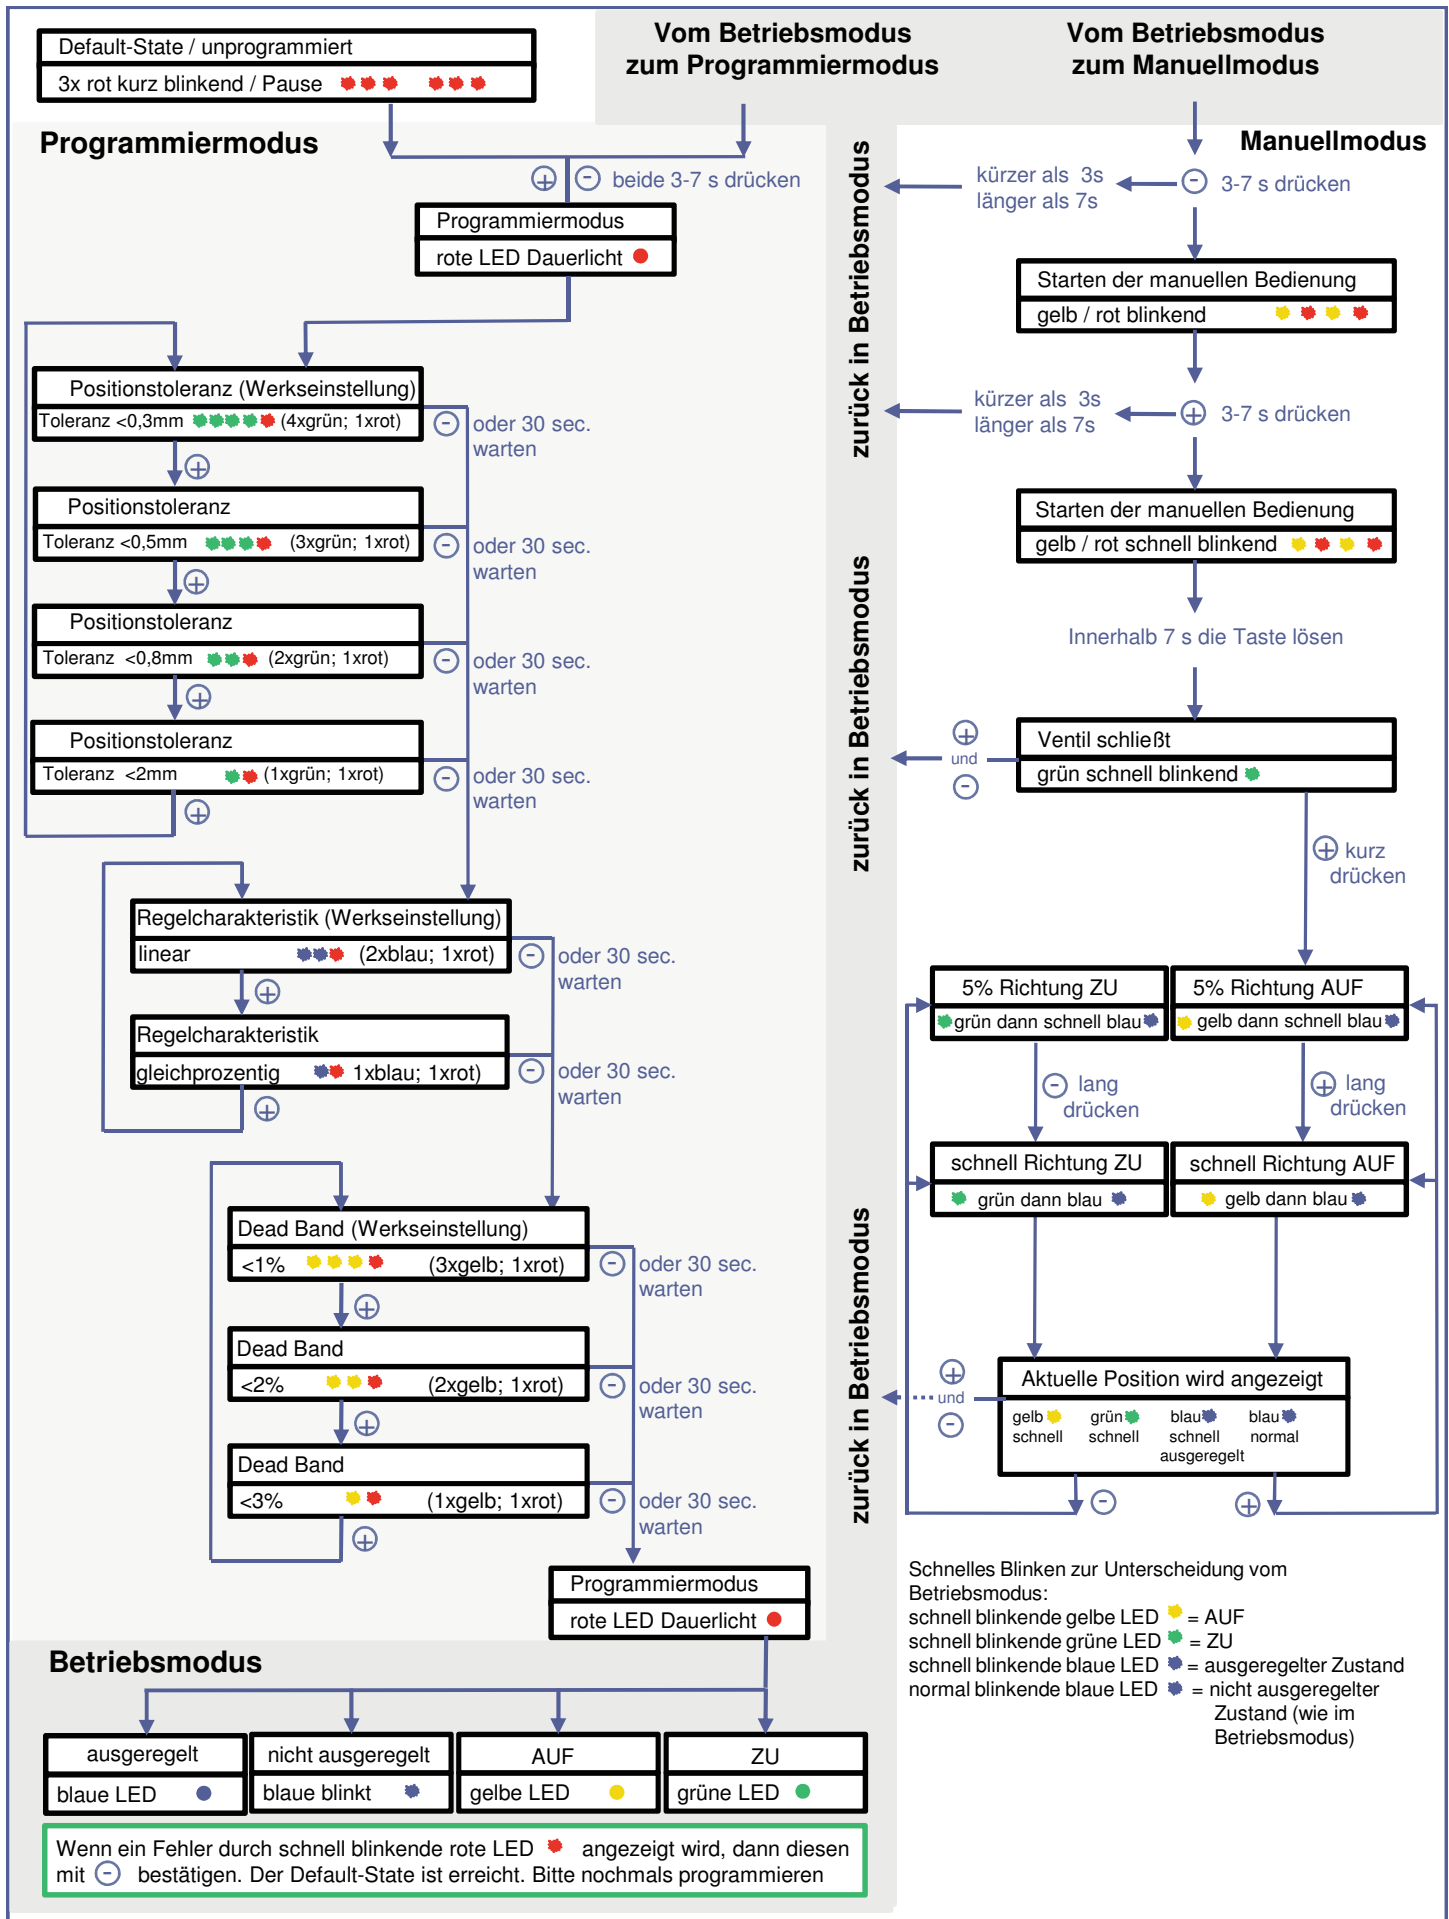 Default-State / unprogrammiert
3x rot kurz blinkend / Pause
Vom Betriebsmodus
zum Programmiermodus
Vom Betriebsmodus
zum Manuellmodus
Programmiermodus
+ - beide 3-7 s drücken
Programmiermodus
rote LED Dauerlicht
Positionstoleranz (Werkseinstellung)
Toleranz <0,3mm (4xgrün; 1xrot)
- oder 30 sec.
warten
+
Positionstoleranz
Toleranz <0,5mm (3xgrün; 1xrot)
- oder 30 sec.
warten
+
Positionstoleranz
Toleranz <0,8mm (2xgrün; 1xrot)
- oder 30 sec.
warten
+
Positionstoleranz
Toleranz <2mm (1xgrün; 1xrot)
- oder 30 sec.
warten
+
Regelcharakteristik (Werkseinstellung)
linear (2xblau; 1xrot)
- oder 30 sec.
warten
+
Regelcharakteristik
gleichprozentig 1xblau; 1xrot)
- oder 30 sec.
warten
+
Dead Band (Werkseinstellung)
<1% (3xgelb; 1xrot)
- oder 30 sec.
warten
+
Dead Band
<2% (2xgelb; 1xrot)
- oder 30 sec.
warten
+
Dead Band
<3% (1xgelb; 1xrot)
- oder 30 sec.
warten
+
Programmiermodus
rote LED Dauerlicht
Betriebsmodus
ausgeregelt
blaue LED
nicht ausgeregelt
blaue blinkt
AUF
gelbe LED
ZU
grüne LED
Wenn ein Fehler durch schnell blinkende rote LED angezeigt wird, dann diesen
mit - bestätigen. Der Default-State ist erreicht. Bitte nochmals programmieren
zurück in Betriebsmodus
zurück in Betriebsmodus
zurück in Betriebsmodus
Manuellmodus
kürzer als 3s
länger als 7s
- 3-7 s drücken
Starten der manuellen Bedienung
gelb / rot blinkend
kürzer als 3s
länger als 7s
+ 3-7 s drücken
Starten der manuellen Bedienung
gelb / rot schnell blinkend
Innerhalb 7 s die Taste lösen
+
und
-
Ventil schließt
grün schnell blinkend
+ kurz
drücken
5% Richtung ZU
grün dann schnell blau
5% Richtung AUF
gelb dann schnell blau
- lang
drücken
+ lang
drücken
schnell Richtung ZU
grün dann blau
schnell Richtung AUF
gelb dann blau
+
und
-
Aktuelle Position wird angezeigt
gelb
schnell
grün
schnell
blau
schnell
ausgeregelt
blau
normal
-
+
Schnelles Blinken zur Unterscheidung vom
Betriebsmodus:
schnell blinkende gelbe LED = AUF
schnell blinkende grüne LED = ZU
schnell blinkende blaue LED = ausgeregelter Zustand
normal blinkende blaue LED = nicht ausgeregelter
Zustand (wie im
Betriebsmodus)